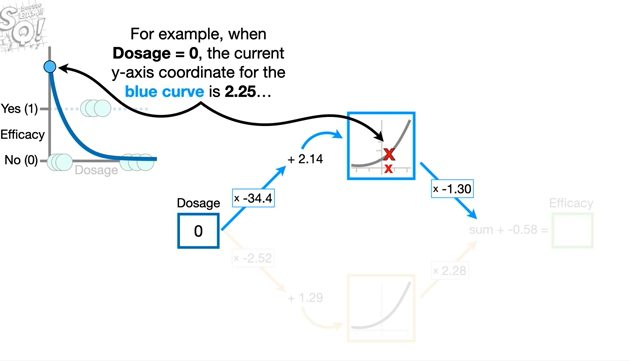 SQ!
For example, when
Dosage = 0, the current
y-axis coordinate for the
blue curve is 2.25…
Yes (1)
Efficacy
No (0)
Dosage
+ 2.14
x -34.4
x -1.30
Dosage
0
Efficacy
sum + -0.58 =
x -2.52
x 2.28
+ 1.29